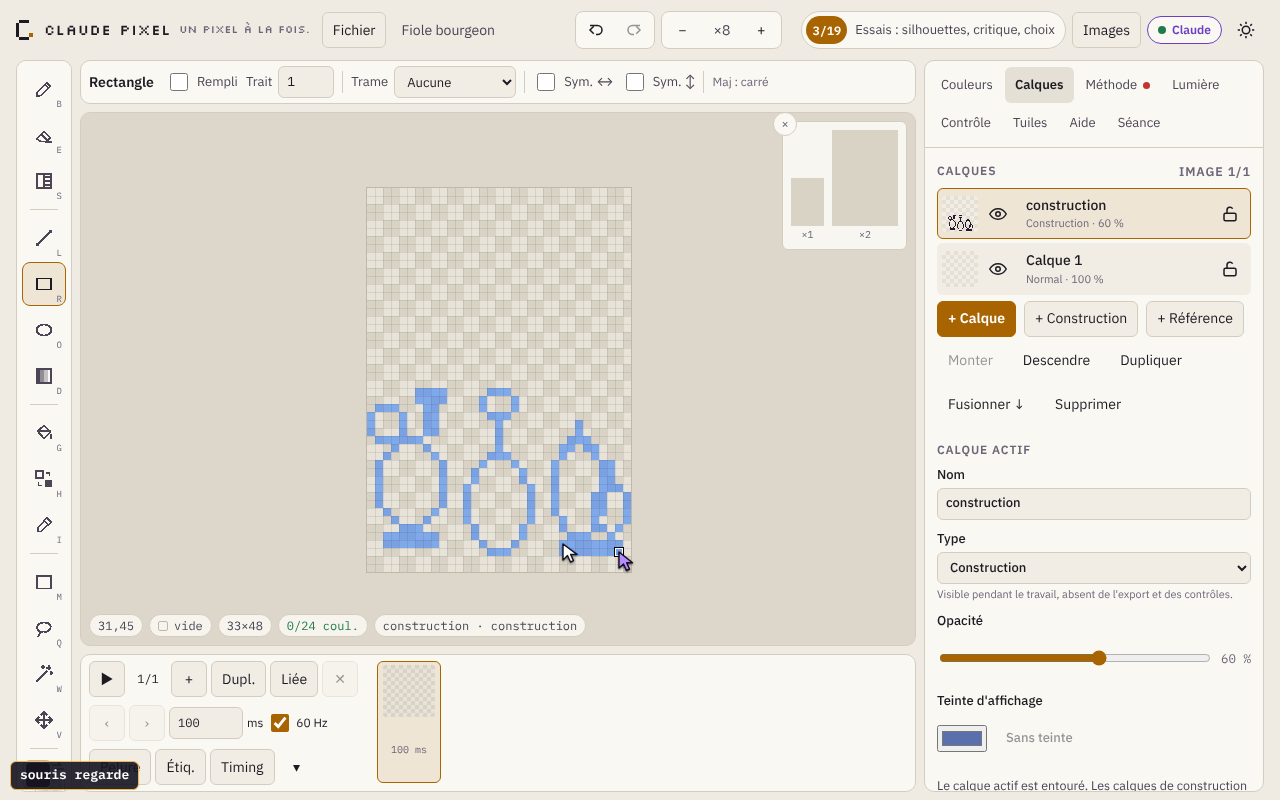 CLAUDE PIXEL UN PIXEL À LA FOIS. Fichier Fiole bourgeon − ×8 + 3/19 Essais : silhouettes, critique, choix Images Claude
Rectangle Rempli Trait 1 Trame Aucune Sym. ↔ Sym. ↕ Maj : carré
B
E
S
L
R
O
D
G
H
I
M
Q
W
V
×
×1 ×2
31,45 vide 33×48 0/24 coul. construction · construction
1/1 + Dupl. Liée ×
‹ › 100 ms 60 Hz
Étiq. Timing ▼
100 ms
souris regarde
Couleurs Calques Méthode Lumière
Contrôle Tuiles Aide Séance
CALQUES IMAGE 1/1
construction
Construction · 60 %
Calque 1
Normal · 100 %
+ Calque + Construction + Référence
Monter Descendre Dupliquer
Fusionner ↓ Supprimer
CALQUE ACTIF
Nom
construction
Type
Construction
Visible pendant le travail, absent de l'export et des contrôles.
Opacité
60 %
Teinte d'affichage
Sans teinte
Le calque actif est entouré. Les calques de construction